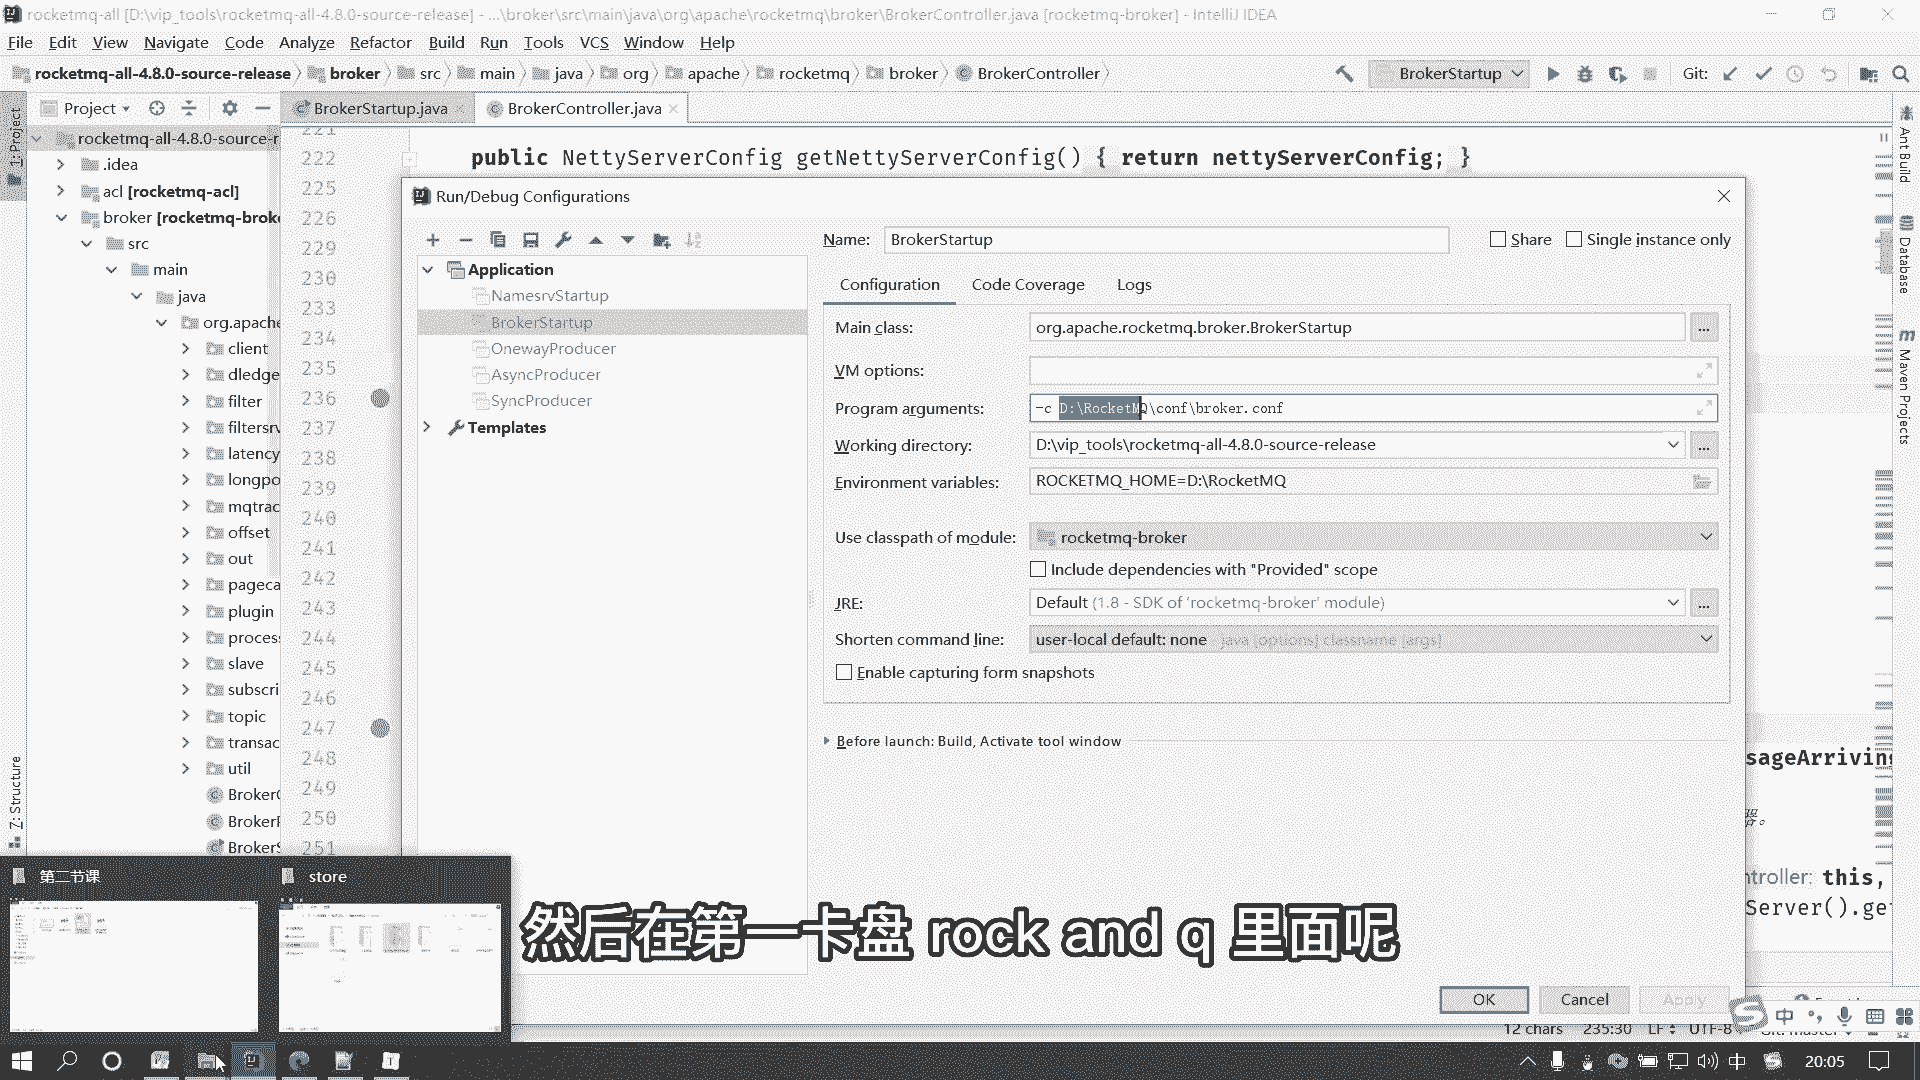 rocketmq-all [D:\vip_tools\rocketmq-all-4.8.0-source-release] - ...\broker\src\main\java\org\apache\rocketmq\broker\BrokerController.java [rocketmq-broker] - IntelliJ IDEA
File Edit View Navigate Code Analyze Refactor Build Run Tools VCS Window Help
rocketmq-all-4.8.0-source-release broker src main java org apache rocketmq broker BrokerController BrokerStartup Git:
Project BrokerStartup.java BrokerController.java
1: Project
rocketmq-all-4.8.0-source-r
.idea
acl [rocketmq-acl]
broker [rocketmq-broke
src
main
java
org.apache
client
dledge
filter
filtersrv
latency
longpo
mqtrac
offset
out
pageca
plugin
process
slave
subscri
topic
transac
util
BrokerC
BrokerF
BrokerS
Z: Structure
221
222 public NettyServerConfig getNettyServerConfig() { return nettyServerConfig; }
225
226
229
230
233
234
235
236
237
238
239
240
241
242
243
244
245
246
247
248
249
250
251
Run/Debug Configurations
Application
NamesrvStartup
BrokerStartup
OnewayProducer
AsyncProducer
SyncProducer
Templates
Name: BrokerStartup Share Single instance only
Configuration Code Coverage Logs
Main class: org.apache.rocketmq.broker.BrokerStartup ...
VM options:
Program arguments: -c D:\RocketMQ\conf\broker.conf
Working directory: D:\vip_tools\rocketmq-all-4.8.0-source-release ...
Environment variables: ROCKETMQ_HOME=D:\RocketMQ
Use classpath of module: rocketmq-broker
Include dependencies with "Provided" scope
JRE: Default (1.8 - SDK of 'rocketmq-broker' module) ...
Shorten command line: user-local default: none - java [options] classname [args]
Enable capturing form snapshots
Before launch: Build, Activate tool window
OK Cancel Apply
sageArriving
器。
ntroller: this,
Server().get
Ant Build
Database
Maven Projects
第二节课 store
然后在第一卡盘 rock and q 里面呢
12 chars 235:30 LF UTF-8 Git: master
中
中 20:05